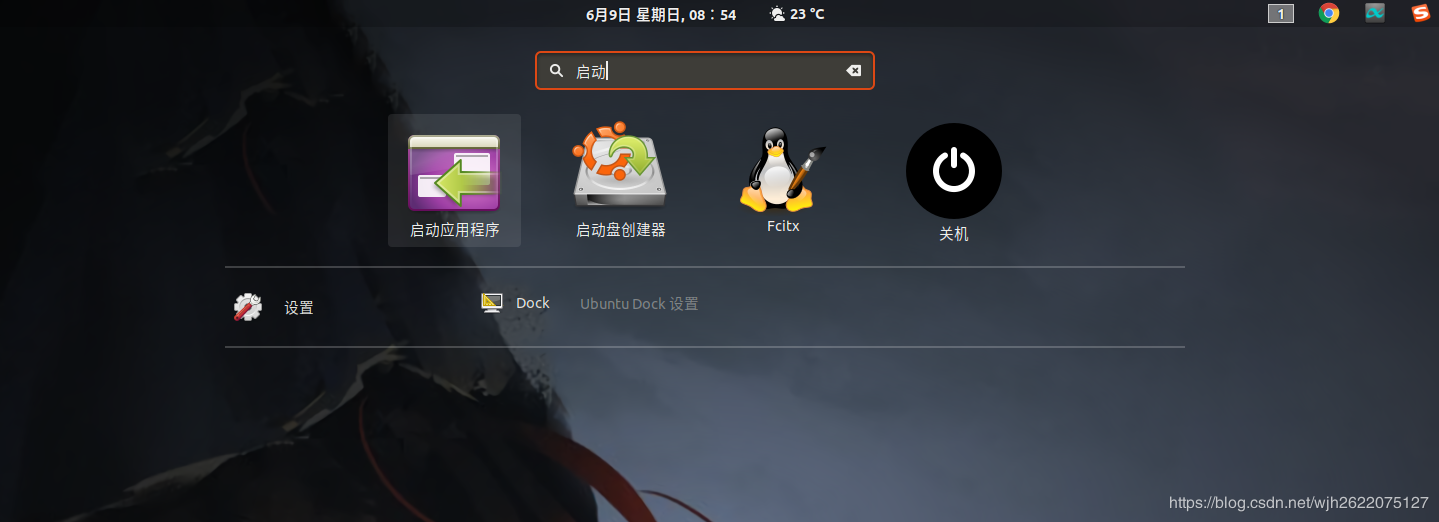 6月9日 星期日, 08：54
23 °C
1
启动
启动应用程序
启动盘创建器
Fcitx
关机
设置
Dock
Ubuntu Dock 设置
https://blog.csdn.net/wjh2622075127